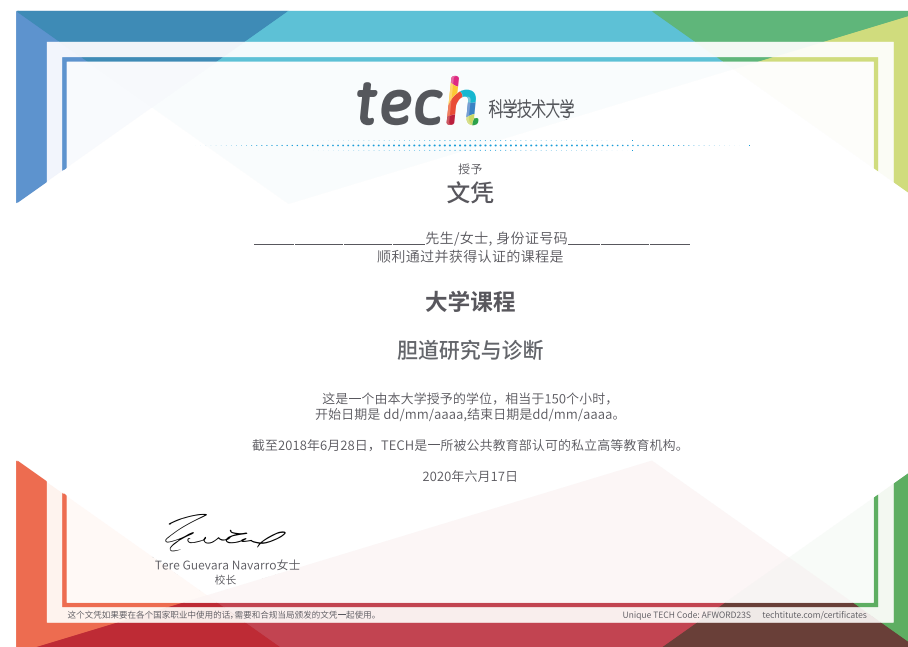 tech 科学技术大学
授予
文凭
____________________先生/女士, 身份证号码_______________
顺利通过并获得认证的课程是
大学课程
胆道研究与诊断
这是一个由本大学授予的学位，相当于150个小时，
开始日期是 dd/mm/aaaa,结束日期是dd/mm/aaaa。
截至2018年6月28日，TECH是一所被公共教育部认可的私立高等教育机构。
2020年六月17日
Tere Guevara Navarro女士
校长
这个文凭如果要在各个国家职业中使用的话,需要和合规当局颁发的文凭一起使用。
Unique TECH Code: AFWORD23S techtitute.com/certificates